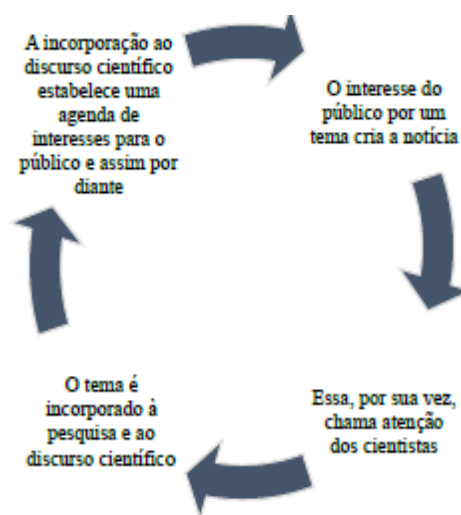 A incorporação ao
discurso científico
estabelece uma
agenda de
interesses para o
público e assim por
diante
O interesse do
público por um
tema cria a notícia
Essa, por sua vez,
chama atenção
dos cientistas
O tema é
incorporado à
pesquisa e ao
discurso científico